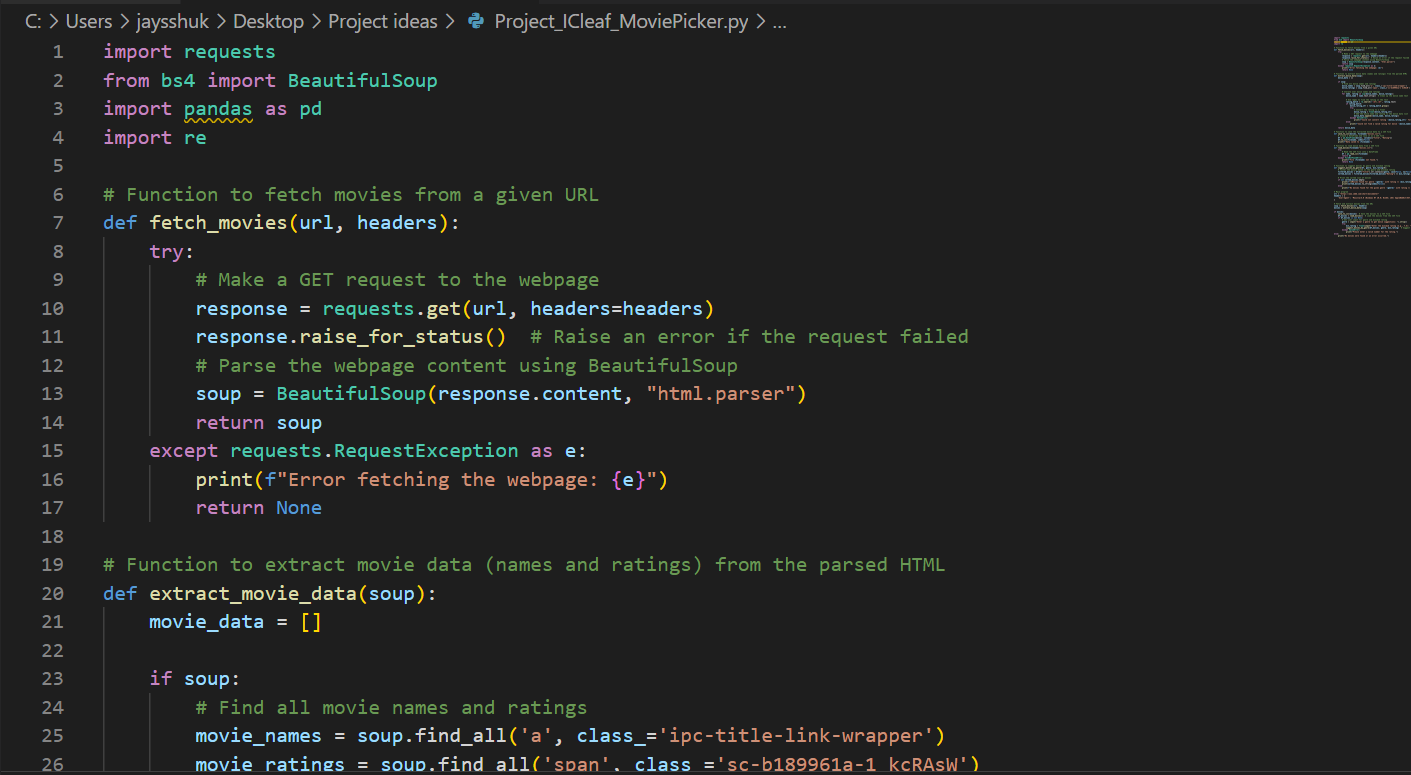 C: > Users > jaysshuk > Desktop > Project ideas > Project_ICleaf_MoviePicker.py > ...
1 import requests
2 from bs4 import BeautifulSoup
3 import pandas as pd
4 import re
5
6 # Function to fetch movies from a given URL
7 def fetch_movies(url, headers):
8     try:
9         # Make a GET request to the webpage
10         response = requests.get(url, headers=headers)
11         response.raise_for_status()  # Raise an error if the request failed
12         # Parse the webpage content using BeautifulSoup
13         soup = BeautifulSoup(response.content, "html.parser")
14         return soup
15     except requests.RequestException as e:
16         print(f"Error fetching the webpage: {e}")
17         return None
18
19 # Function to extract movie data (names and ratings) from the parsed HTML
20 def extract_movie_data(soup):
21     movie_data = []
22
23     if soup:
24         # Find all movie names and ratings
25         movie_names = soup.find_all('a', class_='ipc-title-link-wrapper')
26         movie_ratings = soup.find_all('span', class_='sc-b189961a-1 kcRAsW')